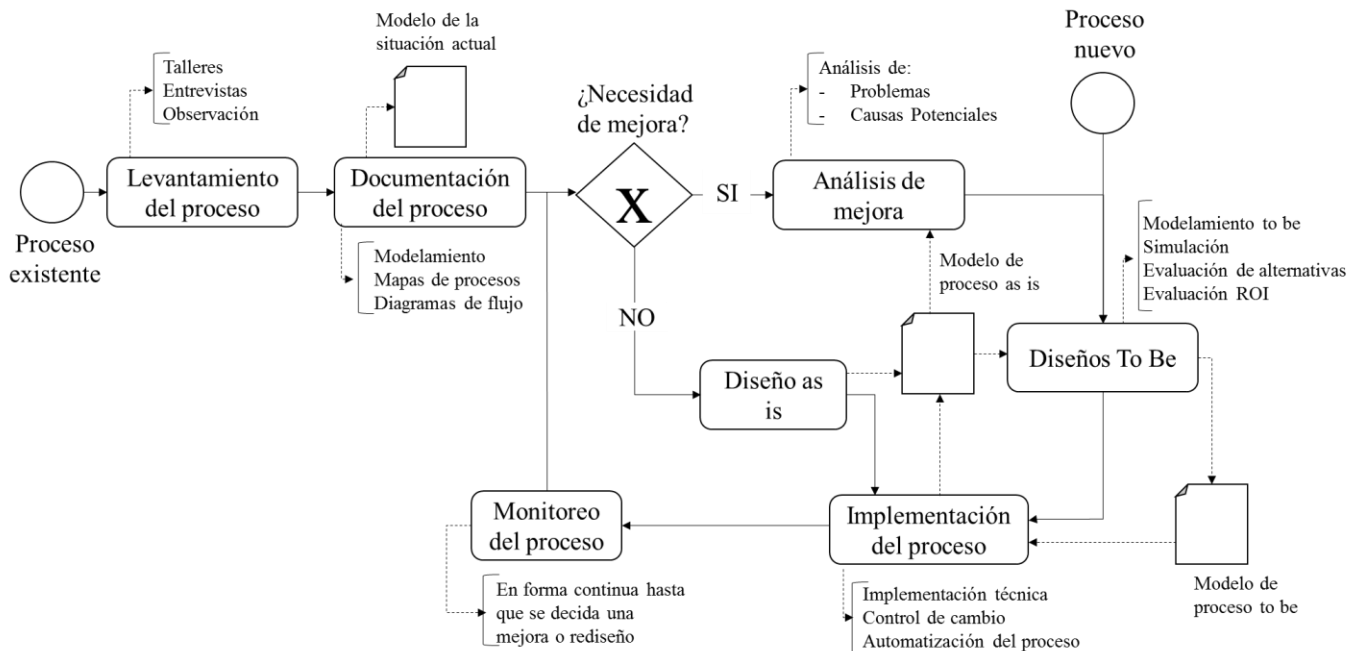 Modelo de la
situación actual
Proceso
nuevo
Talleres
Entrevistas
Observación
¿Necesidad
de mejora?
Análisis de:
- Problemas
- Causas Potenciales
Levantamiento
del proceso
Documentación
del proceso
X
SI
Análisis de
mejora
Proceso
existente
Modelamiento
Mapas de procesos
Diagramas de flujo
Modelo de
proceso as is
Modelamiento to be
Simulación
Evaluación de alternativas
Evaluación ROI
NO
Diseño as
is
Diseños To Be
Monitoreo
del proceso
Implementación
del proceso
En forma continua hasta
que se decida una
mejora o rediseño
Implementación técnica
Control de cambio
Automatización del proceso
Modelo de
proceso to be